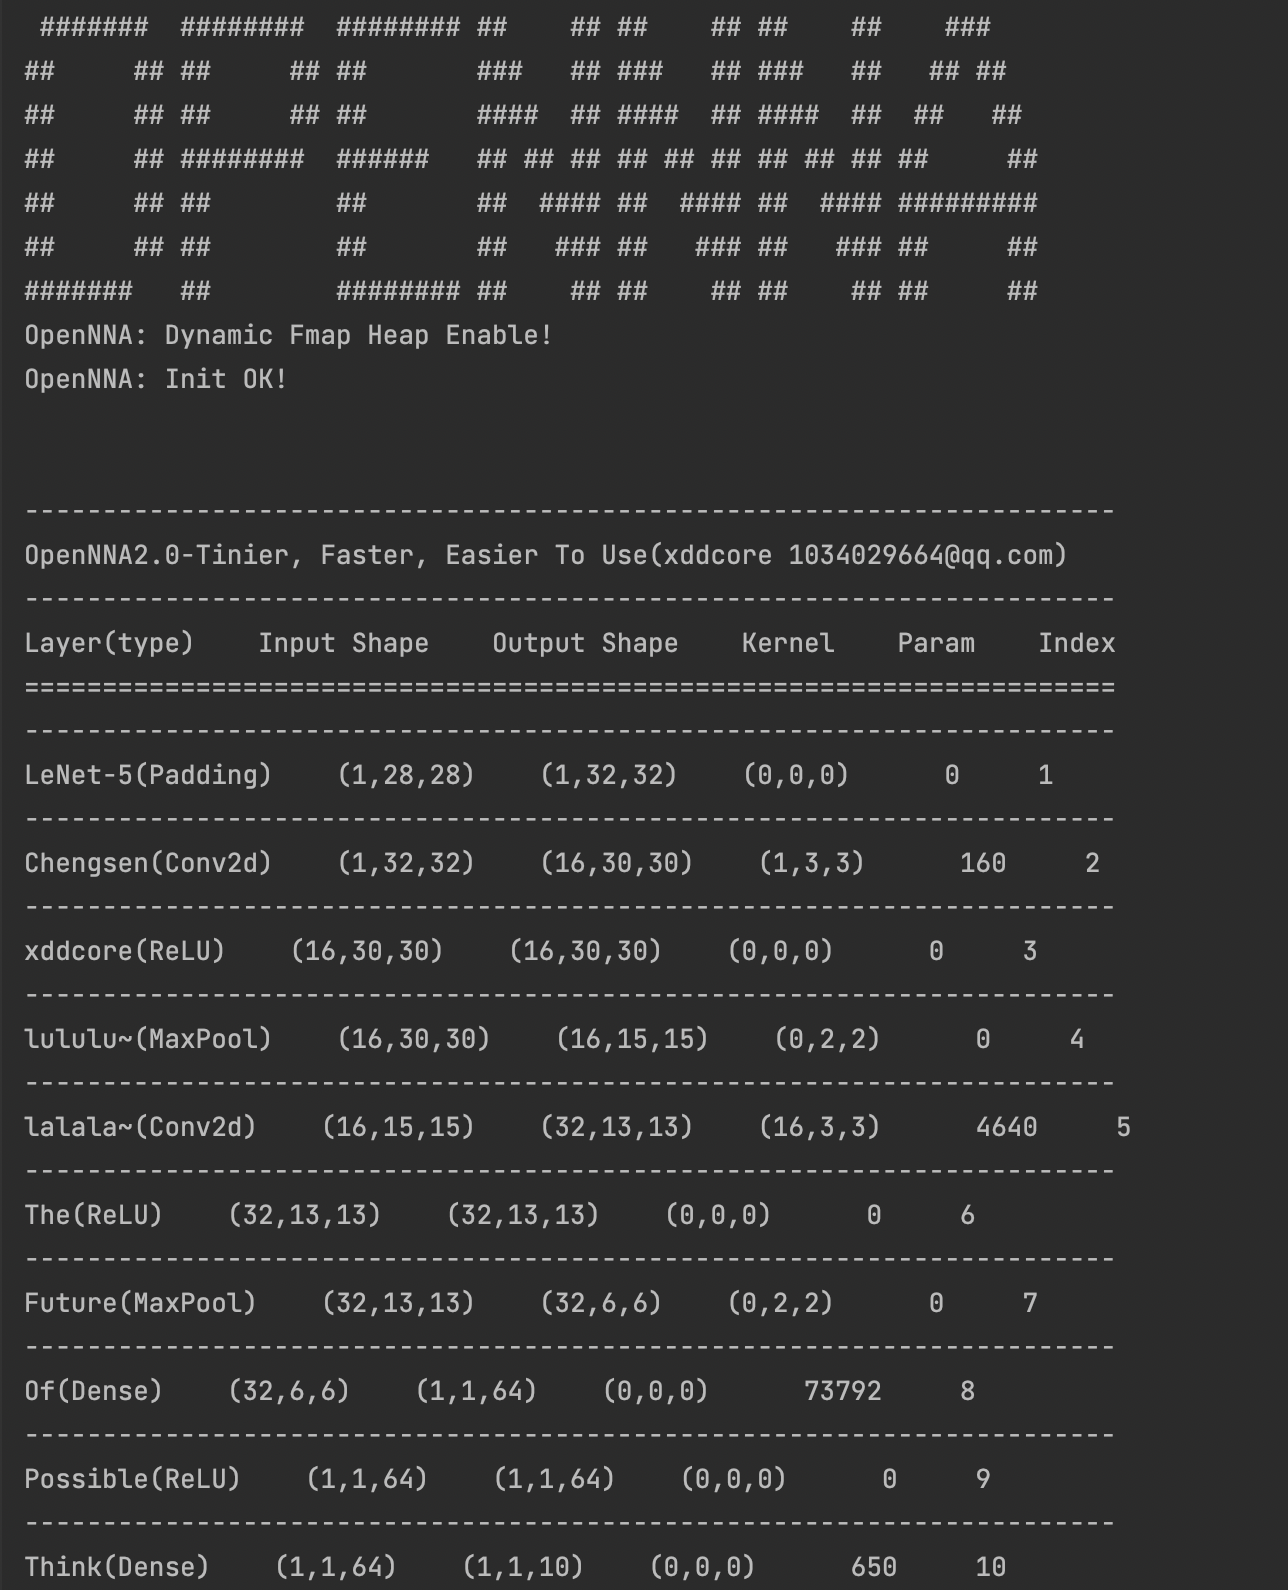 #######  ########  ######## ##    ## ##    ## ##    ##    ###
##     ## ##     ## ##       ###   ## ###   ## ###   ##   ## ##
##     ## ##     ## ##       ####  ## ####  ## ####  ##  ##   ##
##     ## ########  ######   ## ## ## ## ## ## ## ## ## ##     ##
##     ## ##        ##       ##  #### ##  #### ##  #### #########
##     ## ##        ##       ##   ### ##   ### ##   ### ##     ##
#######   ##        ######## ##    ## ##    ## ##    ## ##     ##
OpenNNA: Dynamic Fmap Heap Enable!
OpenNNA: Init OK!
----------------------------------------------------------------------
OpenNNA2.0-Tinier, Faster, Easier To Use(xddcore 1034029664@qq.com)
----------------------------------------------------------------------
Layer(type)    Input Shape    Output Shape    Kernel    Param    Index
======================================================================
----------------------------------------------------------------------
LeNet-5(Padding)    (1,28,28)    (1,32,32)    (0,0,0)      0     1
----------------------------------------------------------------------
Chengsen(Conv2d)    (1,32,32)    (16,30,30)    (1,3,3)      160     2
----------------------------------------------------------------------
xddcore(ReLU)    (16,30,30)    (16,30,30)    (0,0,0)      0     3
----------------------------------------------------------------------
lululu~(MaxPool)    (16,30,30)    (16,15,15)    (0,2,2)      0     4
----------------------------------------------------------------------
lalala~(Conv2d)    (16,15,15)    (32,13,13)    (16,3,3)      4640     5
----------------------------------------------------------------------
The(ReLU)    (32,13,13)    (32,13,13)    (0,0,0)      0     6
----------------------------------------------------------------------
Future(MaxPool)    (32,13,13)    (32,6,6)    (0,2,2)      0     7
----------------------------------------------------------------------
Of(Dense)    (32,6,6)    (1,1,64)    (0,0,0)      73792     8
----------------------------------------------------------------------
Possible(ReLU)    (1,1,64)    (1,1,64)    (0,0,0)      0     9
----------------------------------------------------------------------
Think(Dense)    (1,1,64)    (1,1,10)    (0,0,0)      650     10